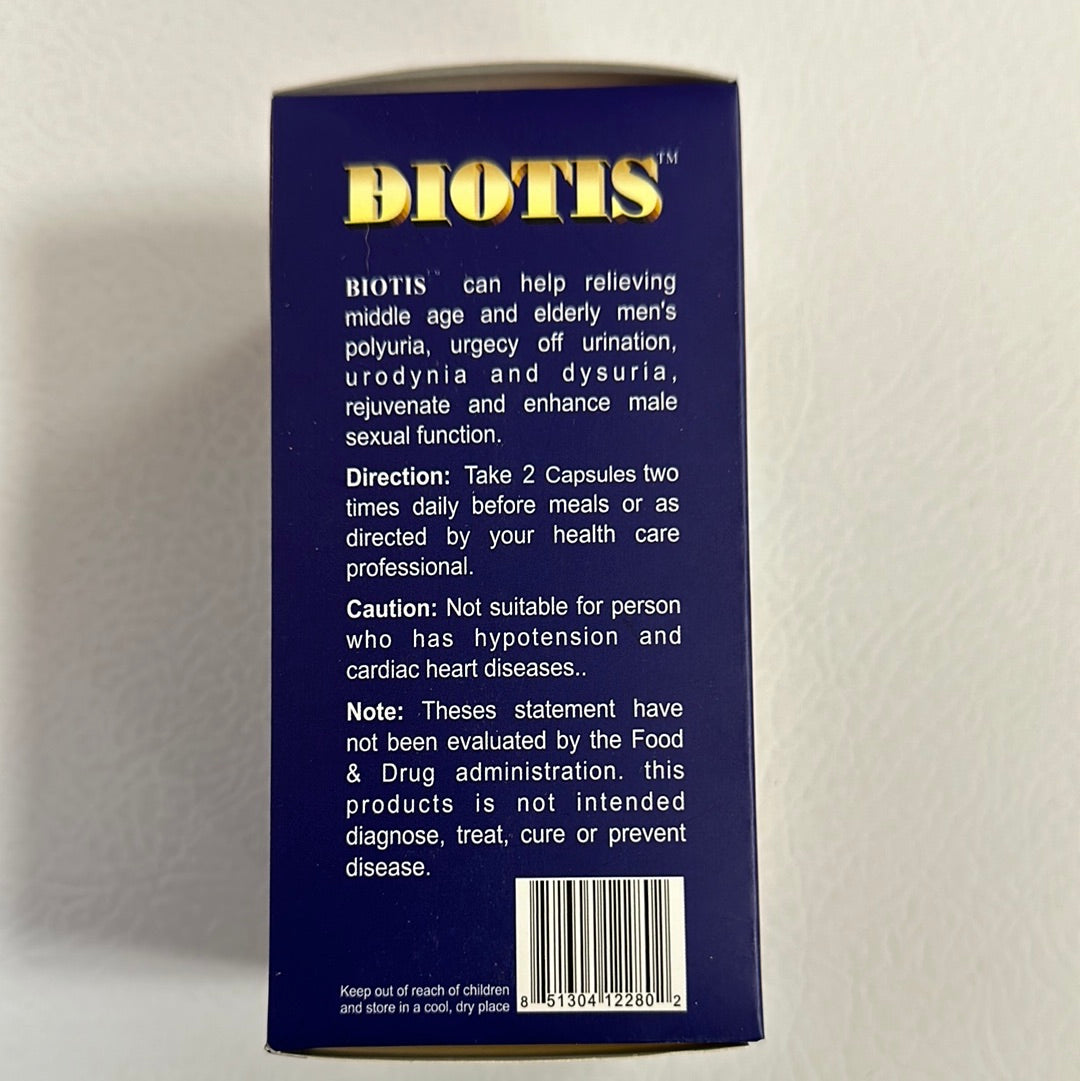 BIOTIS™
BIOTIS™ can help relieving
middle age and elderly men's
polyuria, urgecy off urination,
urodynia and dysuria,
rejuvenate and enhance male
sexual function.
Direction: Take 2 Capsules two
times daily before meals or as
directed by your health care
professional.
Caution: Not suitable for person
who has hypotension and
cardiac heart diseases..
Note: Theses statement have
not been evaluated by the Food
& Drug administration. this
products is not intended
diagnose, treat, cure or prevent
disease.
Keep out of reach of children
and store in a cool, dry place
8 51304 12280 2